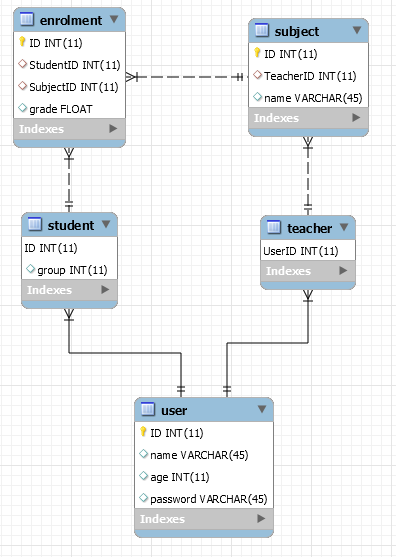 enrolment
ID INT(11)
StudentID INT(11)
SubjectID INT(11)
grade FLOAT
Indexes
subject
ID INT(11)
TeacherID INT(11)
name VARCHAR(45)
Indexes
student
ID INT(11)
group INT(11)
Indexes
teacher
UserID INT(11)
Indexes
user
ID INT(11)
name VARCHAR(45)
age INT(11)
password VARCHAR(45)
Indexes